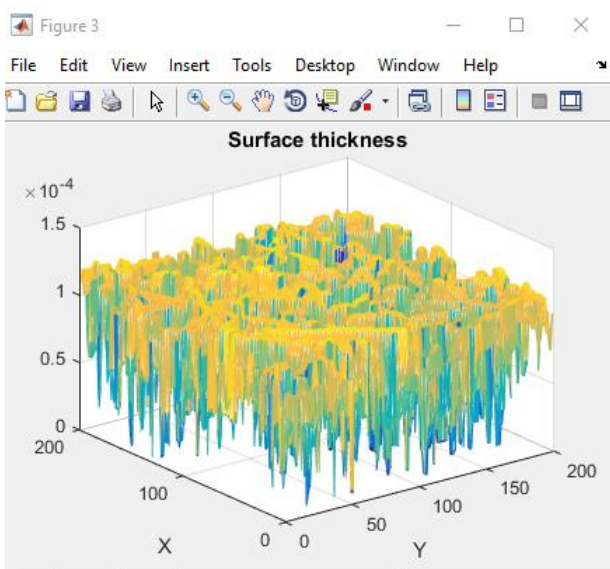 Figure 3
File Edit View Insert Tools Desktop Window Help
Surface thickness
×10-4
1.5
1
0.5
0
200
100
0
X
0
50
100
150
200
Y